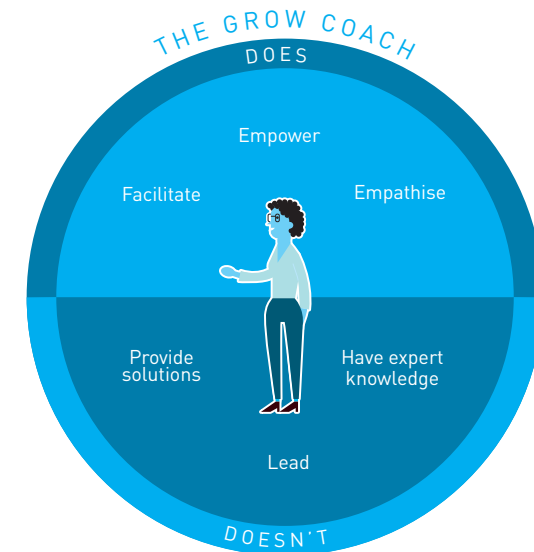 THE GROW COACH
DOES
Empower
Facilitate
Empathise
Provide
solutions
Have expert
knowledge
Lead
DOESN'T